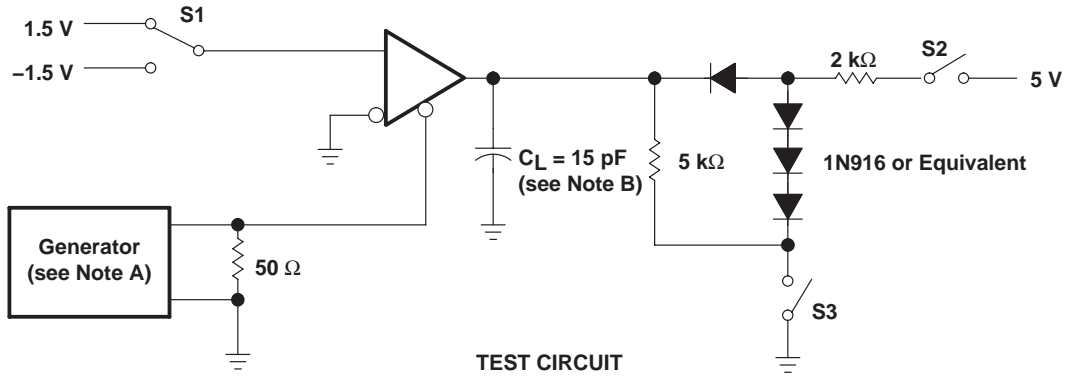 1.5 V
S1
–1.5 V
S2
2 kΩ
5 V
CL = 15 pF
(see Note B)
5 kΩ
1N916 or Equivalent
Generator
(see Note A)
50 Ω
S3
TEST CIRCUIT